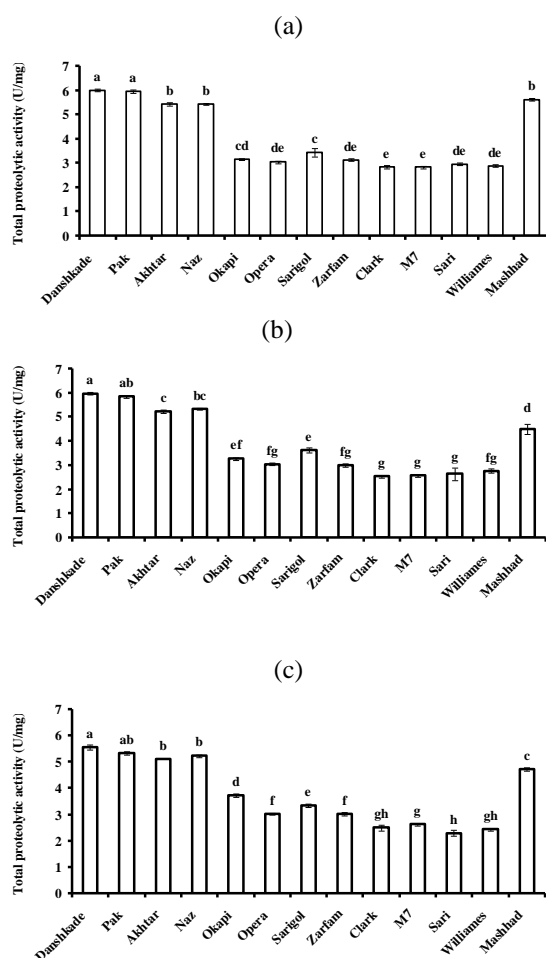 (a)
Total proteolytic activity (U/mg)
7
6
5
4
3
2
1
0
a a b b cd de c de e e de de b
Danshkade Pak Akhtar Naz Okapi Opera Sarigol Zarfam Clark M7 Sari Williames Mashhad
(b)
Total proteolytic activity (U/mg)
7
6
5
4
3
2
1
0
a ab c bc ef fg e fg g g g fg d
Danshkade Pak Akhtar Naz Okapi Opera Sarigol Zarfam Clark M7 Sari Williames Mashhad
(c)
Total proteolytic activity (U/mg)
7
6
5
4
3
2
1
0
a ab b b d f e f gh g h gh c
Danshkade Pak Akhtar Naz Okapi Opera Sarigol Zarfam Clark M7 Sari Williames Mashhad